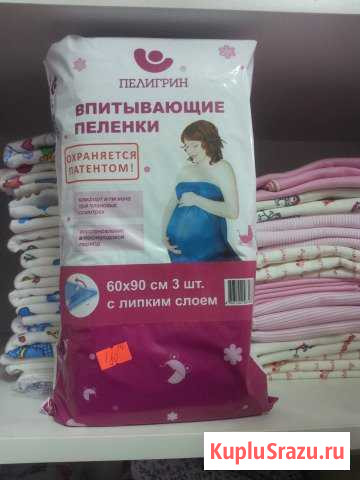 ПЕЛИГРИН
ВПИТЫВАЮЩИЕ
ПЕЛЕНКИ
ОХРАНЯЕТСЯ
ПАТЕНТОМ!
60х90 см 3 шт.
с липким слоем
KupluSrazu.ru